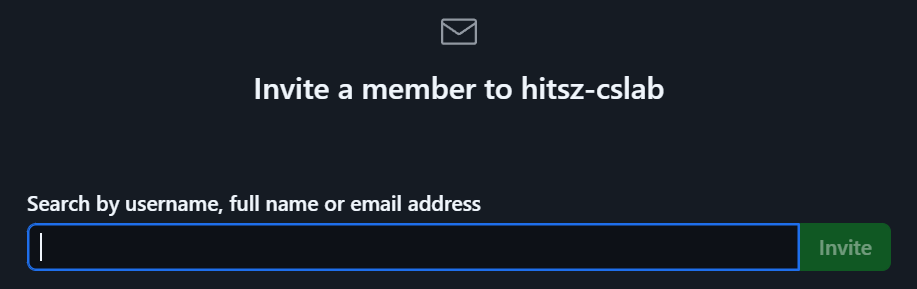 Invite a member to hitsz-cslab
Search by username, full name or email address
Invite